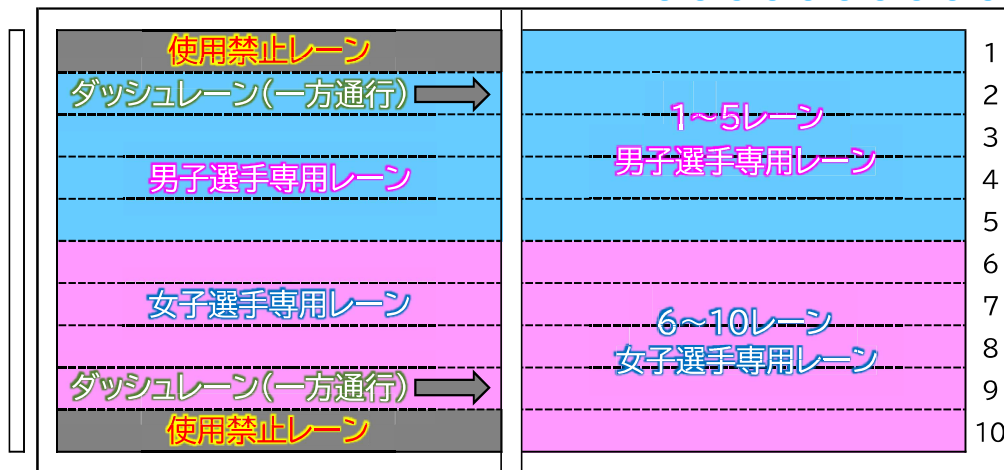 使用禁止レーン
ダッシュレーン(一方通行)
男子選手専用レーン
女子選手専用レーン
ダッシュレーン(一方通行)
使用禁止レーン
1~5レーン
男子選手専用レーン
6~10レーン
女子選手専用レーン
1
2
3
4
5
6
7
8
9
10